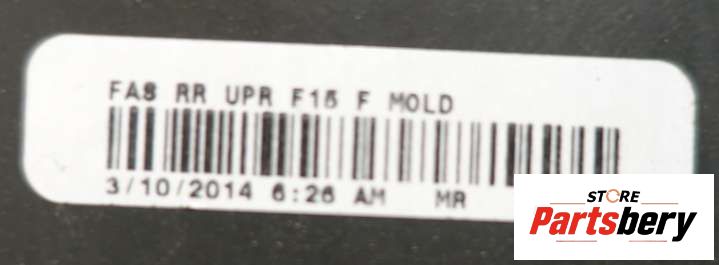 FAS RR UPR F15 F MOLD
3/10/2014 6:26 AM MR
STORE
Partsbery